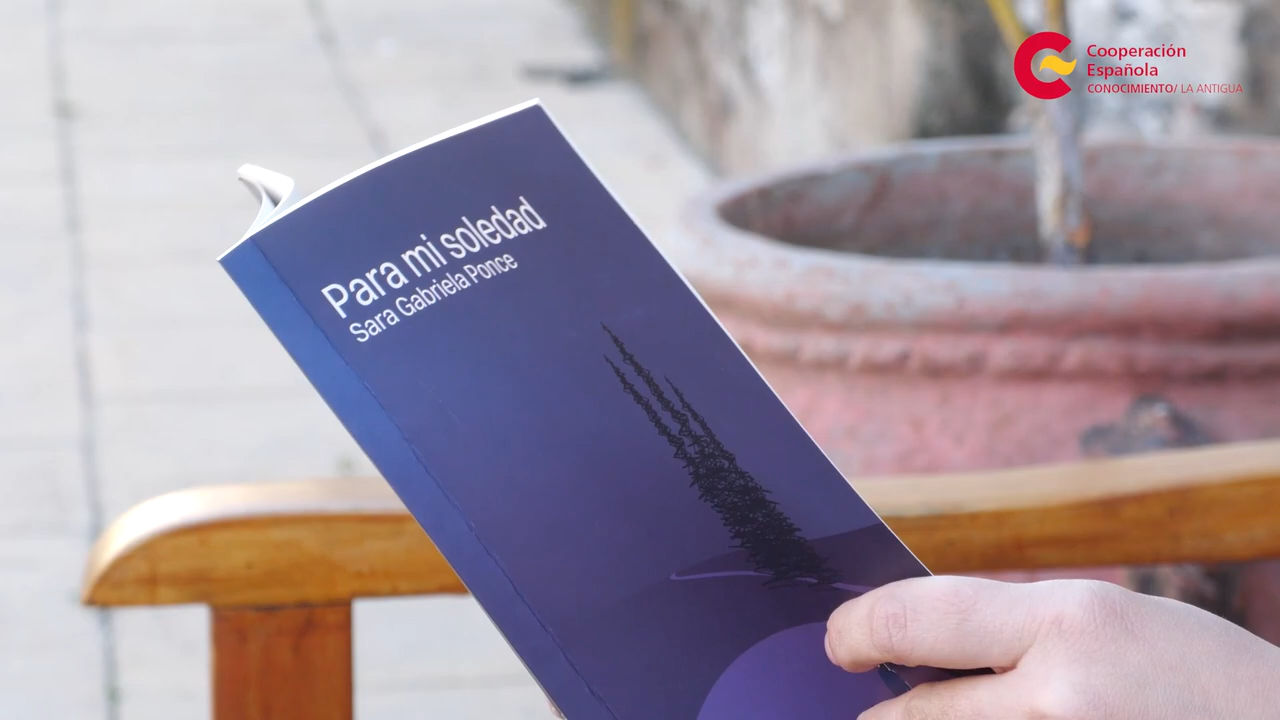 Cooperación
Española
CONOCIMIENTO/ LA ANTIGUA
Para mi soledad
Sara Gabriela Ponce